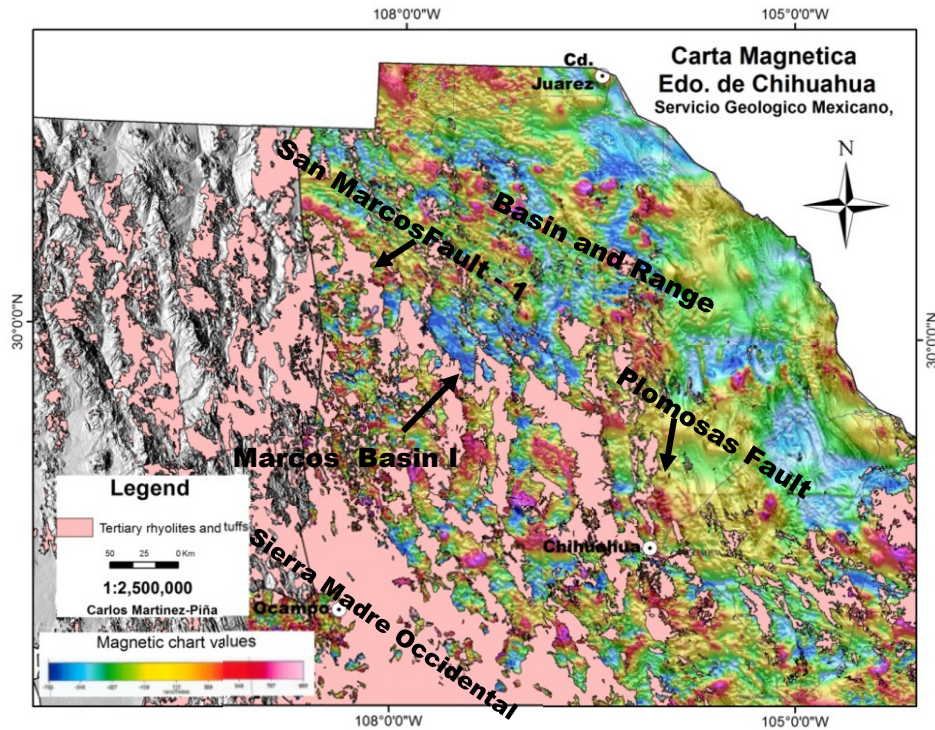 108°0'0"W
105°0'0"W
Carta Magnetica
Edo. de Chihuahua
Servicio Geologico Mexicano,
Cd.
Juarez
N
San MarcosFault - 1
Basin and Range
30°0'0"N
30°0'0"N
Plomosas Fault
Marcos Basin I
Legend
Tertiary rhyolites and tuffs
50 25 0 Km
1:2,500,000
Carlos Martinez-Piña
Chihuahua
Sierra Madre Occidental
Ocampo
Magnetic chart values
108°0'0"W
105°0'0"W